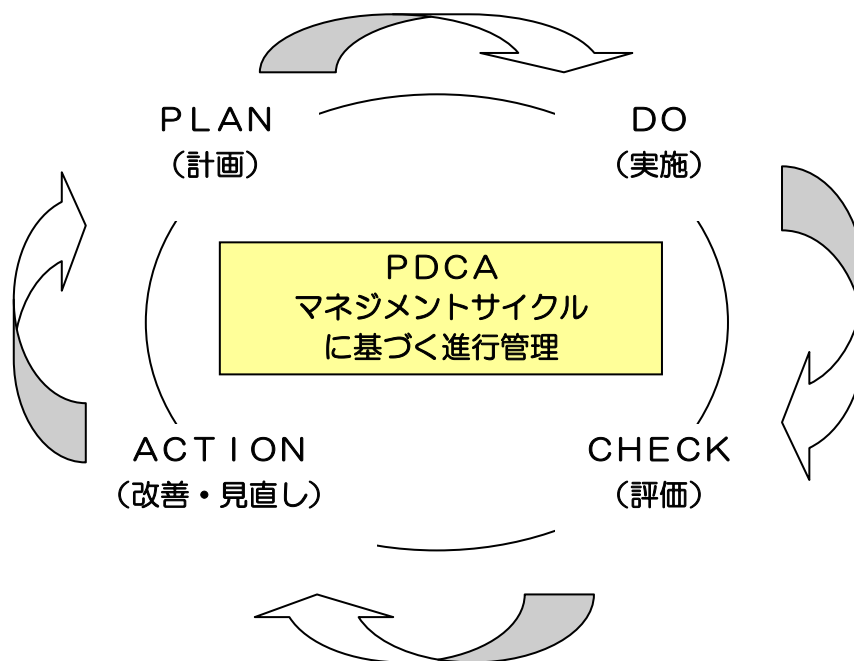 PLAN
（計画）
DO
（実施）
PDCA
マネジメントサイクル
に基づく進行管理
ACTION
（改善・見直し）
CHECK
（評価）